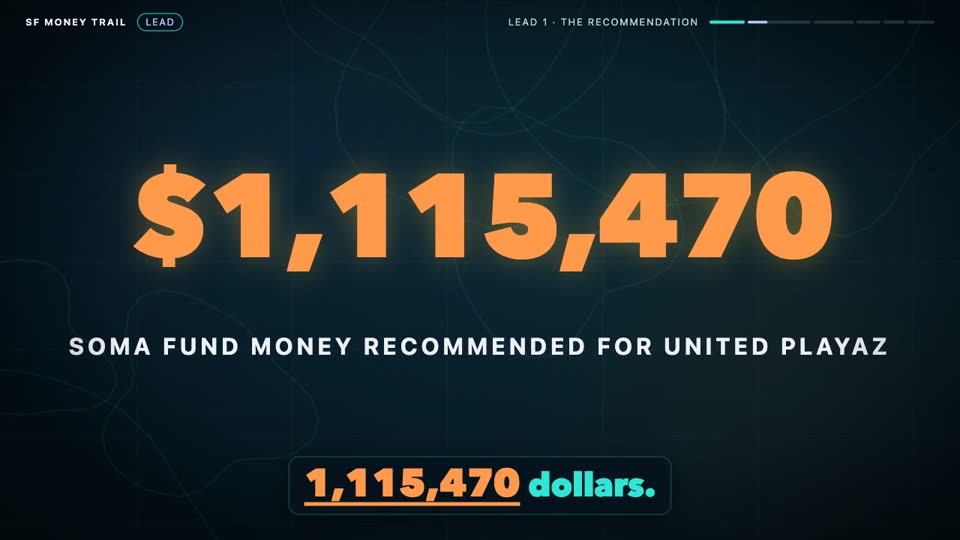 SF MONEY TRAIL LEAD
LEAD 1 · THE RECOMMENDATION
$1,115,470
SOMA FUND MONEY RECOMMENDED FOR UNITED PLAYAZ
1,115,470 dollars.